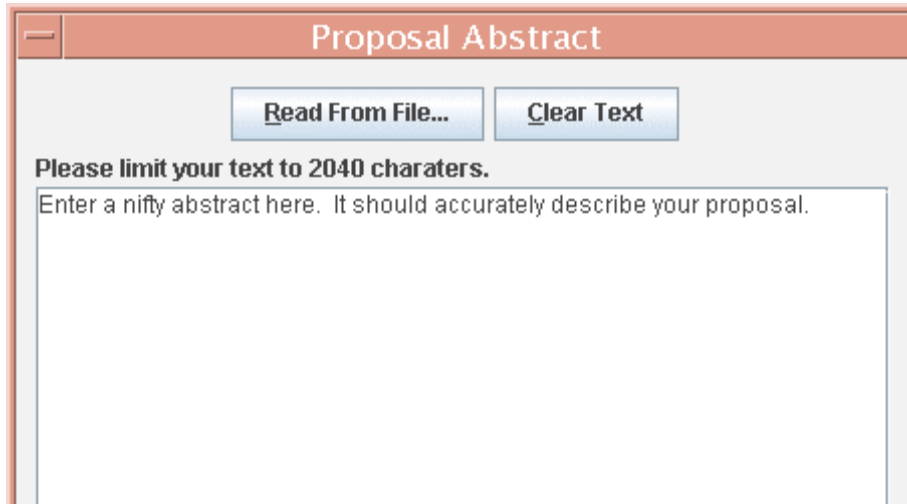 Proposal Abstract
Read From File... Clear Text
Please limit your text to 2040 charaters.
Enter a nifty abstract here.  It should accurately describe your proposal.